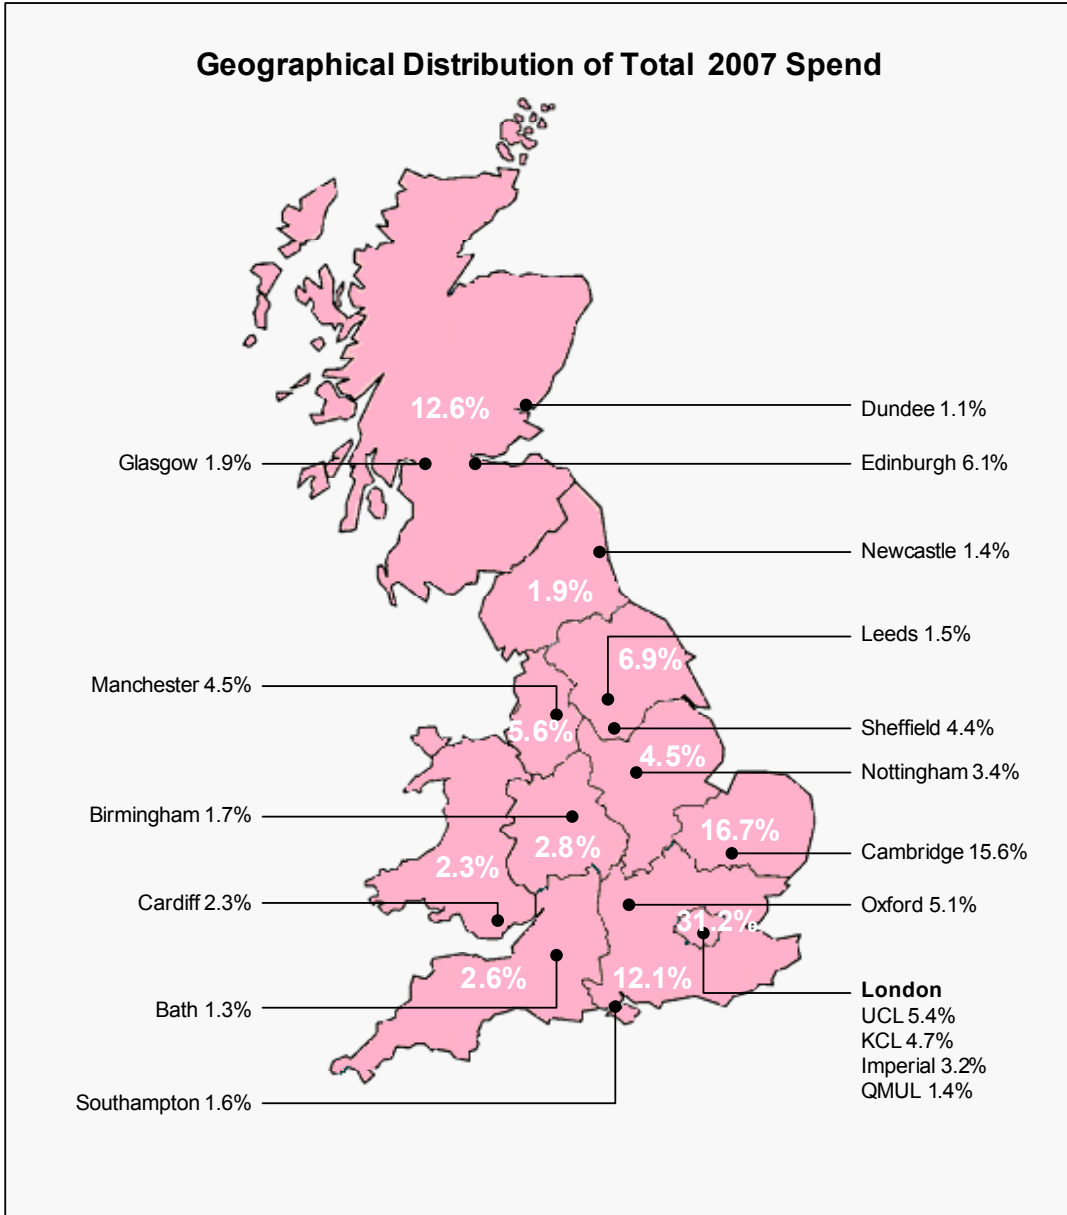 Geographical Distribution of Total 2007 Spend
12.6%
Dundee 1.1%
Glasgow 1.9%
Edinburgh 6.1%
Newcastle 1.4%
1.9%
Leeds 1.5%
6.9%
Manchester 4.5%
5.6%
Sheffield 4.4%
4.5%
Nottingham 3.4%
Birmingham 1.7%
16.7%
2.8%
Cambridge 15.6%
2.3%
Cardiff 2.3%
Oxford 5.1%
31.2%
2.6%
12.1%
Bath 1.3%
London
UCL 5.4%
KCL 4.7%
Imperial 3.2%
QMUL 1.4%
Southampton 1.6%